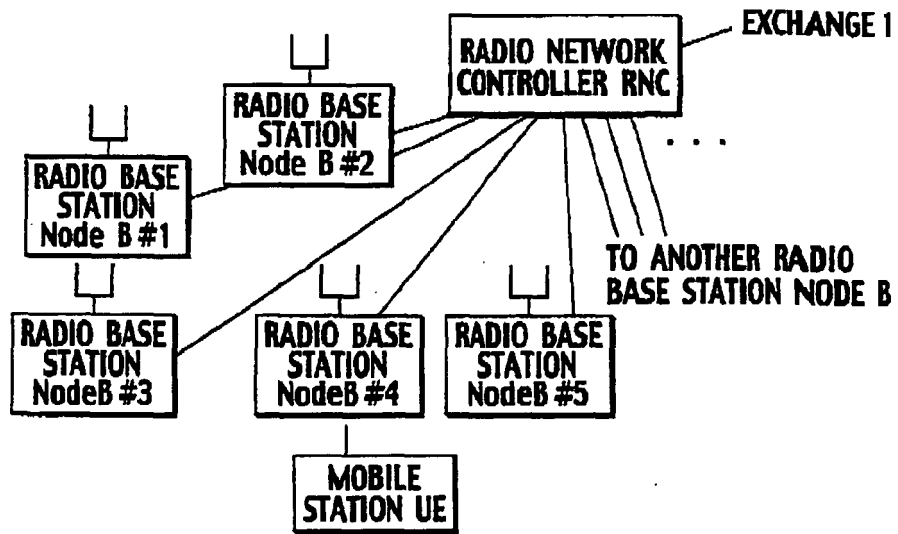 EXCHANGE 1
RADIO NETWORK
CONTROLLER RNC
RADIO BASE
STATION
Node B #2
RADIO BASE
STATION
Node B #1
. . .
TO ANOTHER RADIO
BASE STATION NODE B
RADIO BASE
STATION
NodeB #3
RADIO BASE
STATION
NodeB #4
RADIO BASE
STATION
NodeB #5
MOBILE
STATION UE